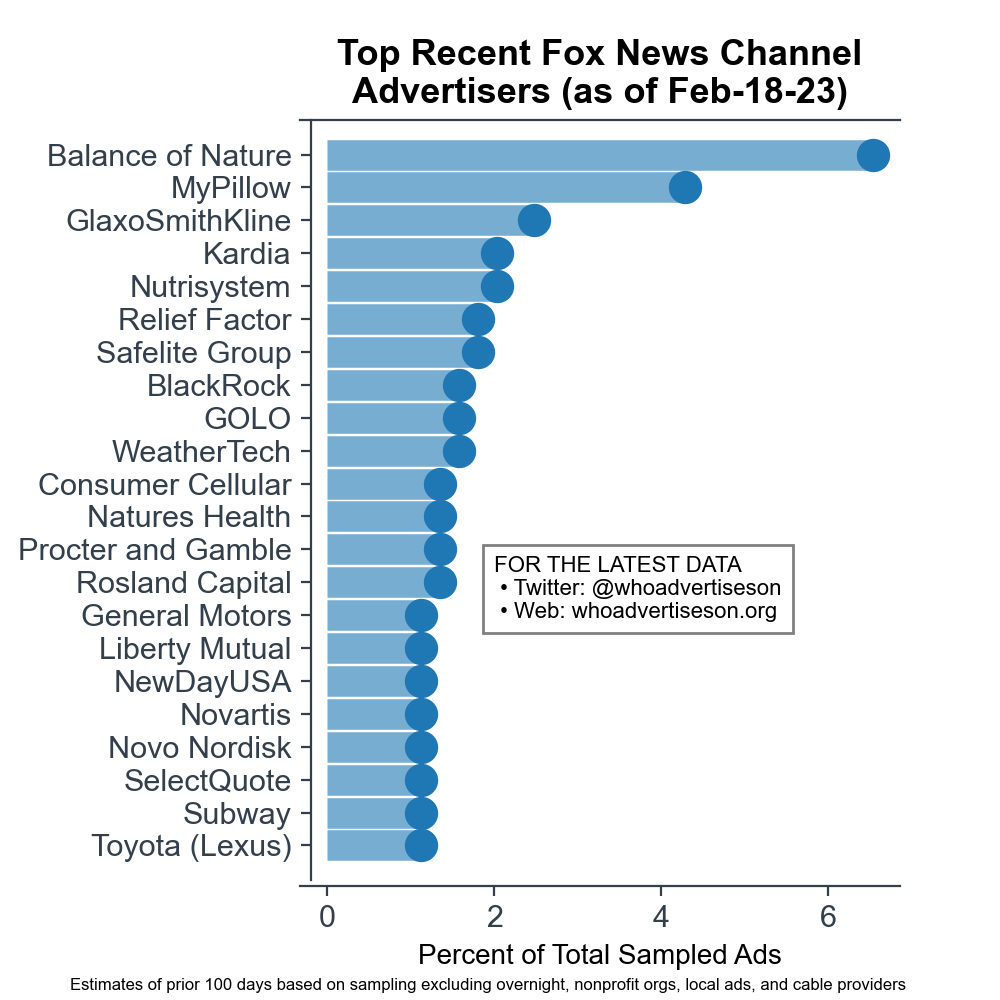 Top Recent Fox News Channel
Advertisers (as of Feb-18-23)
Balance of Nature
MyPillow
GlaxoSmithKline
Kardia
Nutrisystem
Relief Factor
Safelite Group
BlackRock
GOLO
WeatherTech
Consumer Cellular
Natures Health
Procter and Gamble
Rosland Capital
General Motors
Liberty Mutual
NewDayUSA
Novartis
Novo Nordisk
SelectQuote
Subway
Toyota (Lexus)
FOR THE LATEST DATA
• Twitter: @whoadvertiseson
• Web: whoadvertiseson.org
0 2 4 6
Percent of Total Sampled Ads
Estimates of prior 100 days based on sampling excluding overnight, nonprofit orgs, local ads, and cable providers